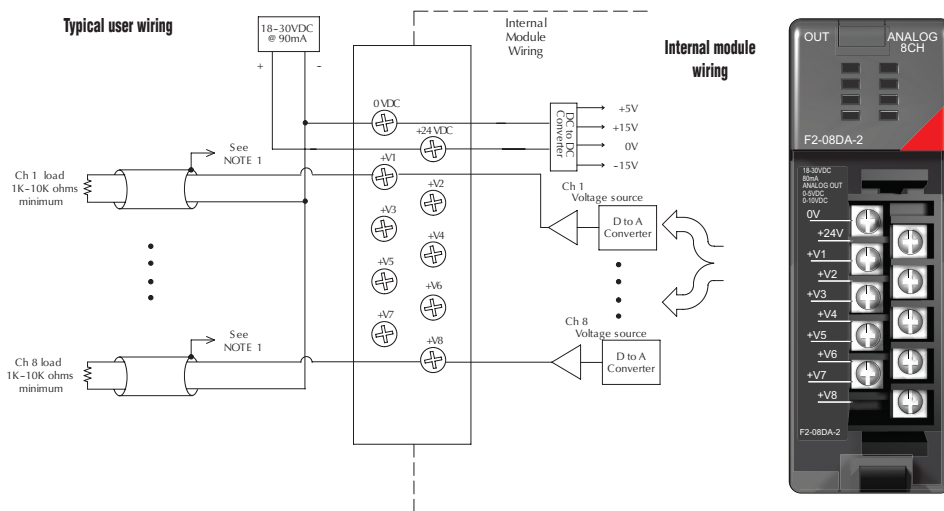 Typical user wiring
18–30VDC
@ 90mA
+ -
Internal
Module
Wiring
Internal module
wiring
0 VDC
+24 VDC
DC to DC
Converter
+5V
+15V
0V
–15V
See
NOTE 1
Ch 1 load
1K–10K ohms
minimum
+V1
+V2
+V3
+V4
+V5
+V6
+V7
+V8
Ch 1
Voltage source
D to A
Converter
Ch 8
Voltage source
D to A
Converter
See
NOTE 1
Ch 8 load
1K–10K ohms
minimum
OUT ANALOG
8CH
F2-08DA-2
18-30VDC
80mA
ANALOG OUT
0-5VDC
0-10VDC
0V
+24V
+V1
+V2
+V3
+V4
+V5
+V6
+V7
+V8
F2-08DA-2